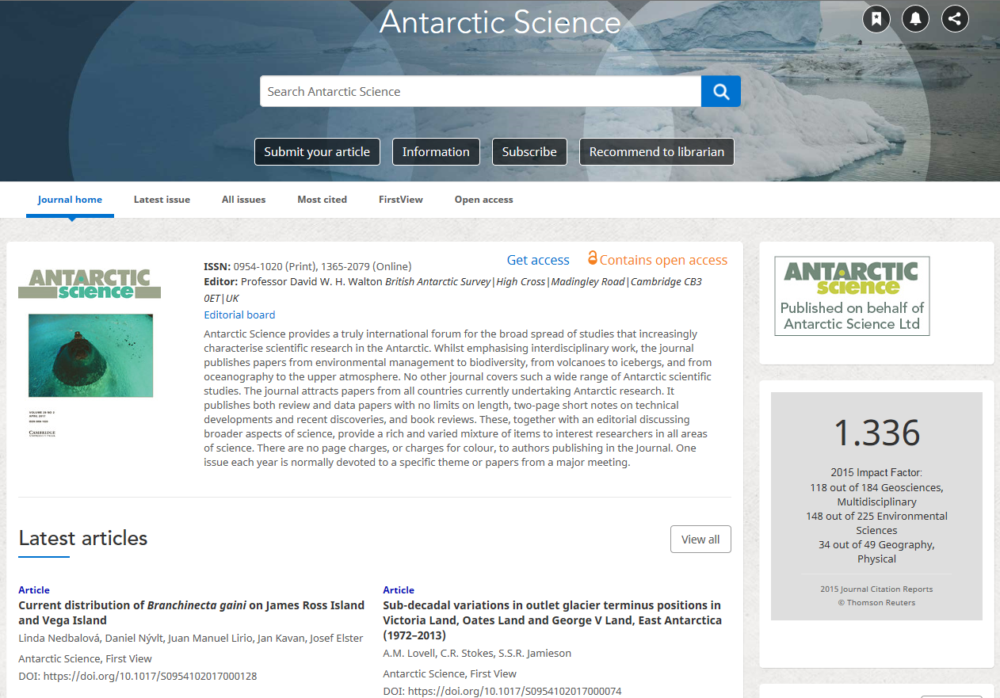 Antarctic Science
Search Antarctic Science
Submit your article
Information
Subscribe
Recommend to librarian
Journal home
Latest issue
All issues
Most cited
FirstView
Open access
ANTARCTIC
science
VOLUME 29 NO 2
APRIL 2017
CAMBRIDGE
UNIVERSITY PRESS
Get access
Contains open access
ISSN: 0954-1020 (Print), 1365-2079 (Online)
Editor: Professor David W. H. Walton British Antarctic Survey|High Cross|Madingley Road|Cambridge CB3
0ET|UK
Editorial board
Antarctic Science provides a truly international forum for the broad spread of studies that increasingly
characterise scientific research in the Antarctic. Whilst emphasising interdisciplinary work, the journal
publishes papers from environmental management to biodiversity, from volcanoes to icebergs, and from
oceanography to the upper atmosphere. No other journal covers such a wide range of Antarctic scientific
studies. The journal attracts papers from all countries currently undertaking Antarctic research. It
publishes both review and data papers with no limits on length, two-page short notes on technical
developments and recent discoveries, and book reviews. These, together with an editorial discussing
broader aspects of science, provide a rich and varied mixture of items to interest researchers in all areas
of science. There are no page charges, or charges for colour, to authors publishing in the Journal. One
issue each year is normally devoted to a specific theme or papers from a major meeting.
ANTARCTIC
science
Published on behalf of
Antarctic Science Ltd
1.336
2015 Impact Factor:
118 out of 184 Geosciences,
Multidisciplinary
148 out of 225 Environmental
Sciences
34 out of 49 Geography,
Physical
2015 Journal Citation Reports
© Thomson Reuters
Latest articles
View all
Article
Current distribution of Branchinecta gaini on James Ross Island
and Vega Island
Linda Nedbalová, Daniel Nývlt, Juan Manuel Lirio, Jan Kavan, Josef Elster
Antarctic Science, First View
DOI: https://doi.org/10.1017/S0954102017000128
Article
Sub-decadal variations in outlet glacier terminus positions in
Victoria Land, Oates Land and George V Land, East Antarctica
(1972–2013)
A.M. Lovell, C.R. Stokes, S.S.R. Jamieson
Antarctic Science, First View
DOI: https://doi.org/10.1017/S0954102017000074